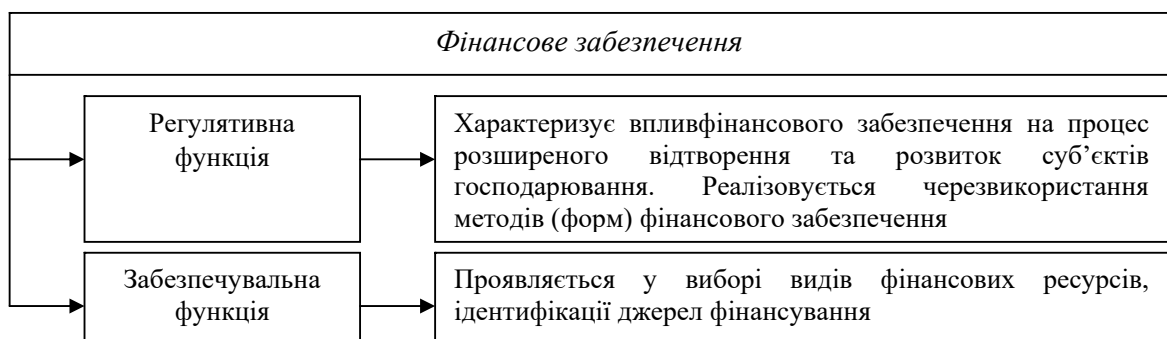 Фінансове забезпечення
Регулятивна
функція
Характеризує впливфінансового забезпечення на процес
розширеного відтворення та розвиток суб’єктів
господарювання. Реалізовується черезвикористання
методів (форм) фінансового забезпечення
Забезпечувальна
функція
Проявляється у виборі видів фінансових ресурсів,
ідентифікації джерел фінансування